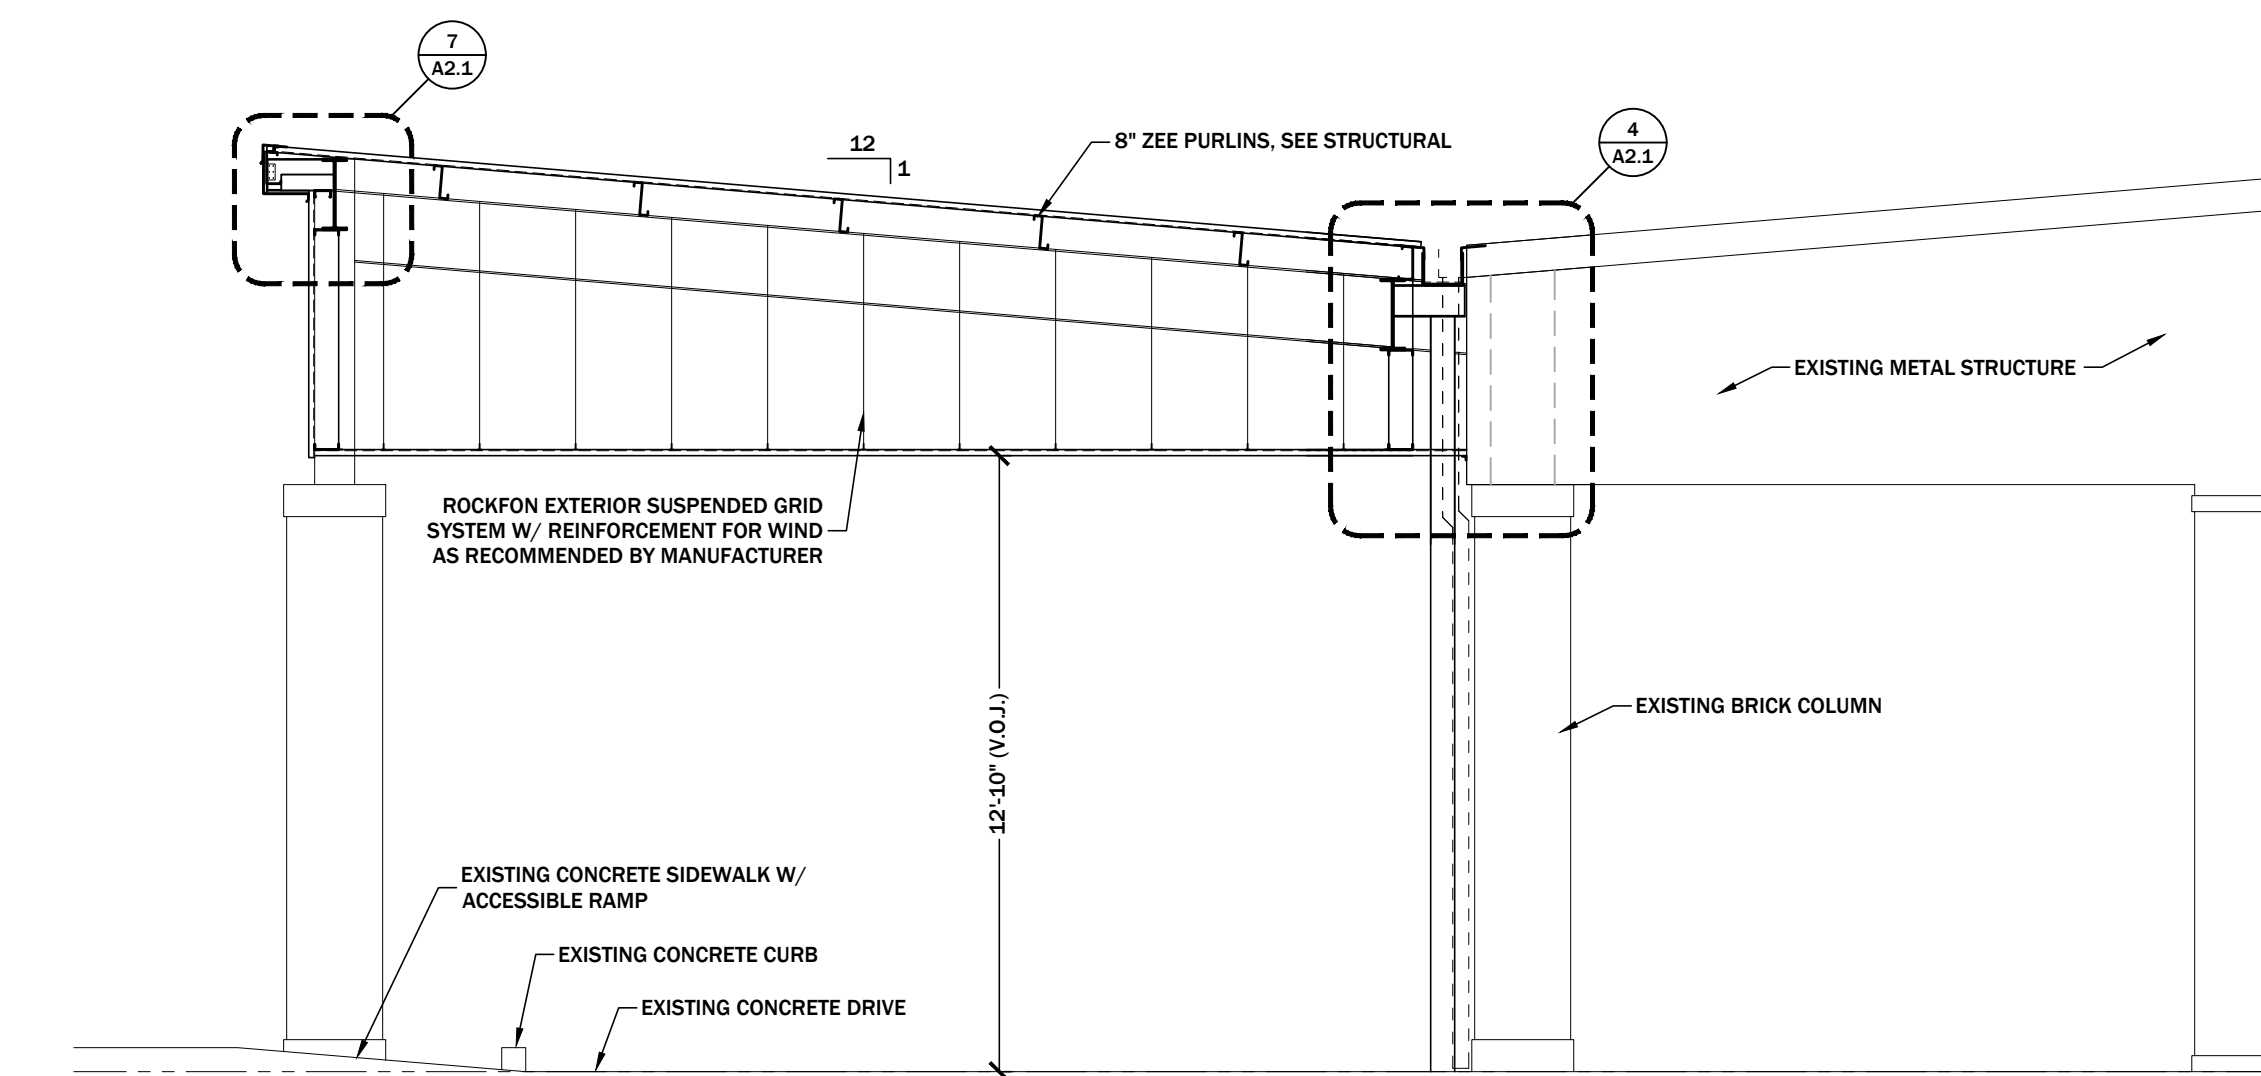 7
A2.1
12
1
8" ZEE PURLINS, SEE STRUCTURAL
4
A2.1
EXISTING METAL STRUCTURE
ROCKFON EXTERIOR SUSPENDED GRID
SYSTEM W/ REINFORCEMENT FOR WIND
AS RECOMMENDED BY MANUFACTURER
12'-10" (V.O.J.)
EXISTING BRICK COLUMN
EXISTING CONCRETE SIDEWALK W/
ACCESSIBLE RAMP
EXISTING CONCRETE CURB
EXISTING CONCRETE DRIVE